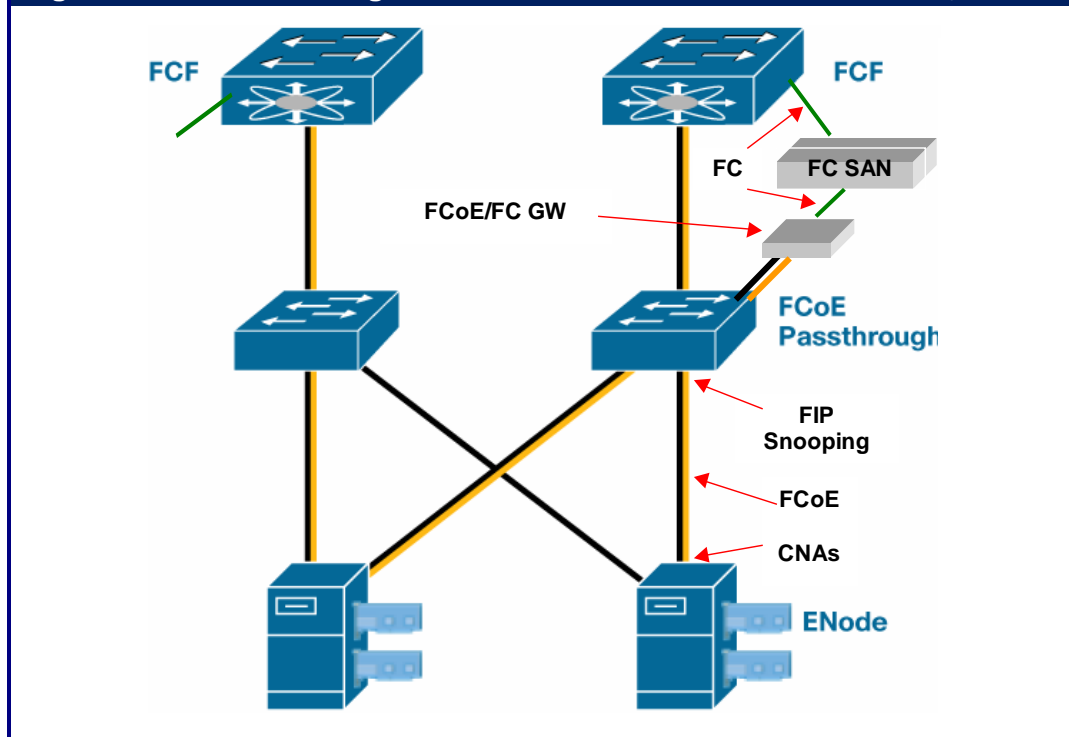 FCF
FCF
FC
FC SAN
FCoE/FC GW
FCoE
Passthrough
FIP
Snooping
FCoE
CNAs
ENode